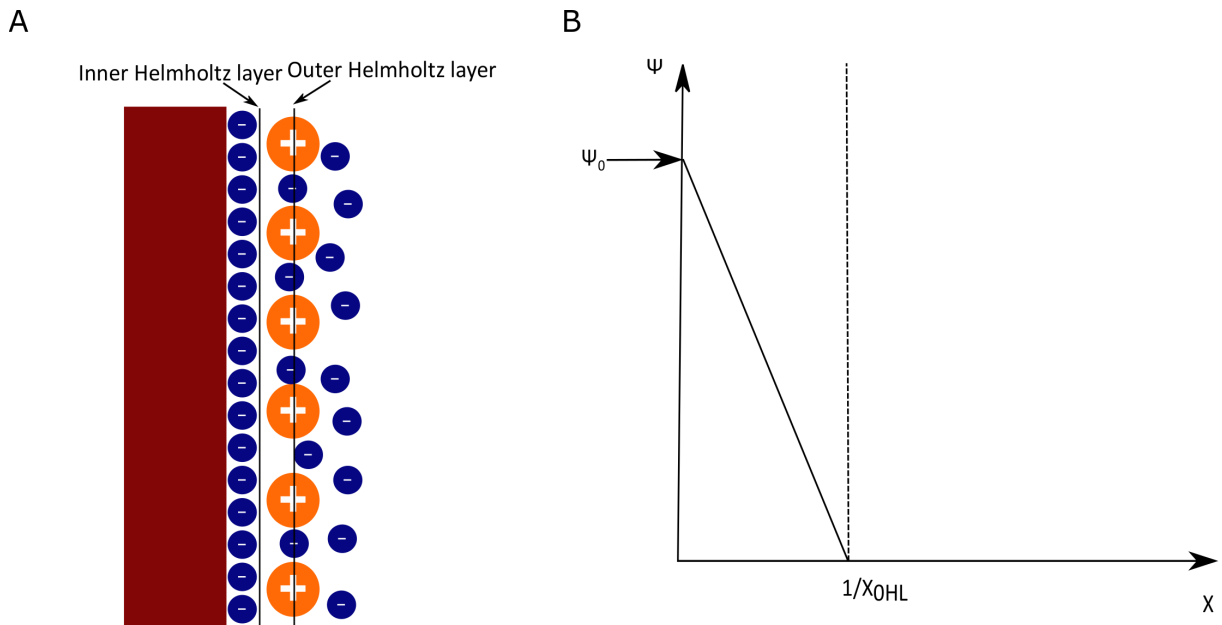 A
B
Inner Helmholtz layer
Outer Helmholtz layer
Ψ
Ψ₀
1/X₀HL
X